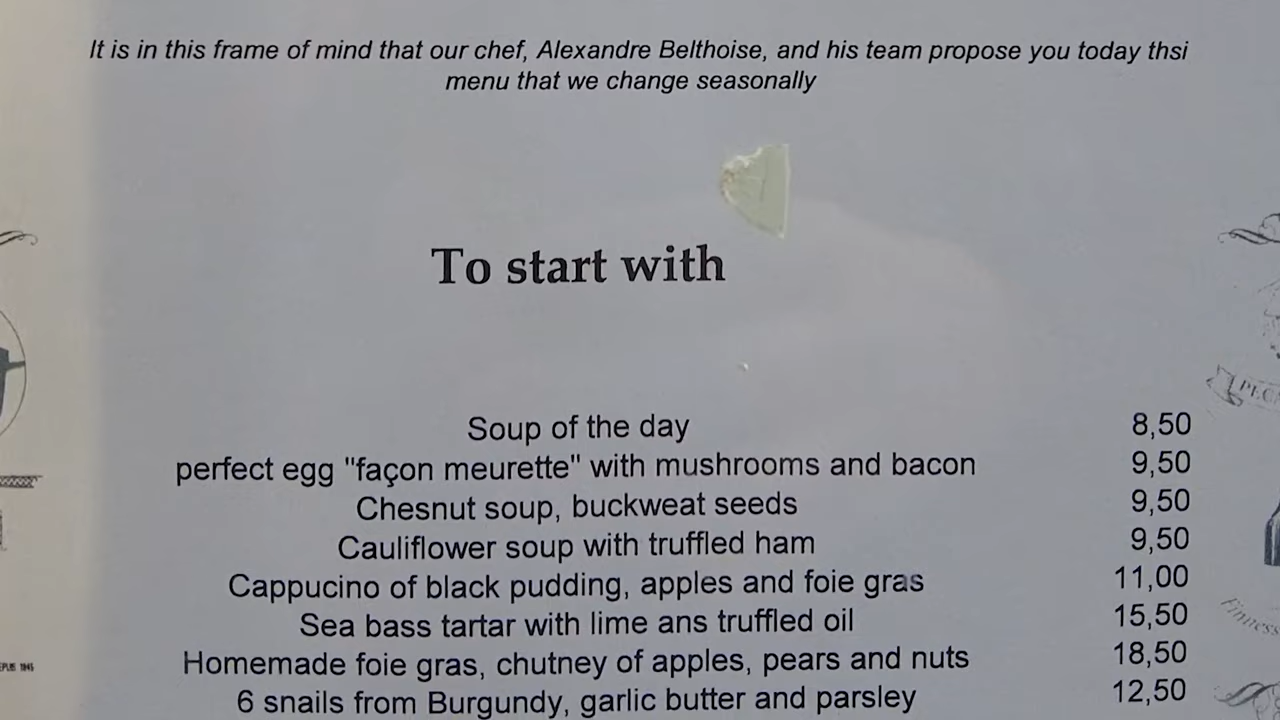 It is in this frame of mind that our chef, Alexandre Belthoise, and his team propose you today thsi
menu that we change seasonally
To start with
Soup of the day 8,50
perfect egg "façon meurette" with mushrooms and bacon 9,50
Chesnut soup, buckweat seeds 9,50
Cauliflower soup with truffled ham 9,50
Cappucino of black pudding, apples and foie gras 11,00
Sea bass tartar with lime ans truffled oil 15,50
Homemade foie gras, chutney of apples, pears and nuts 18,50
6 snails from Burgundy, garlic butter and parsley 12,50